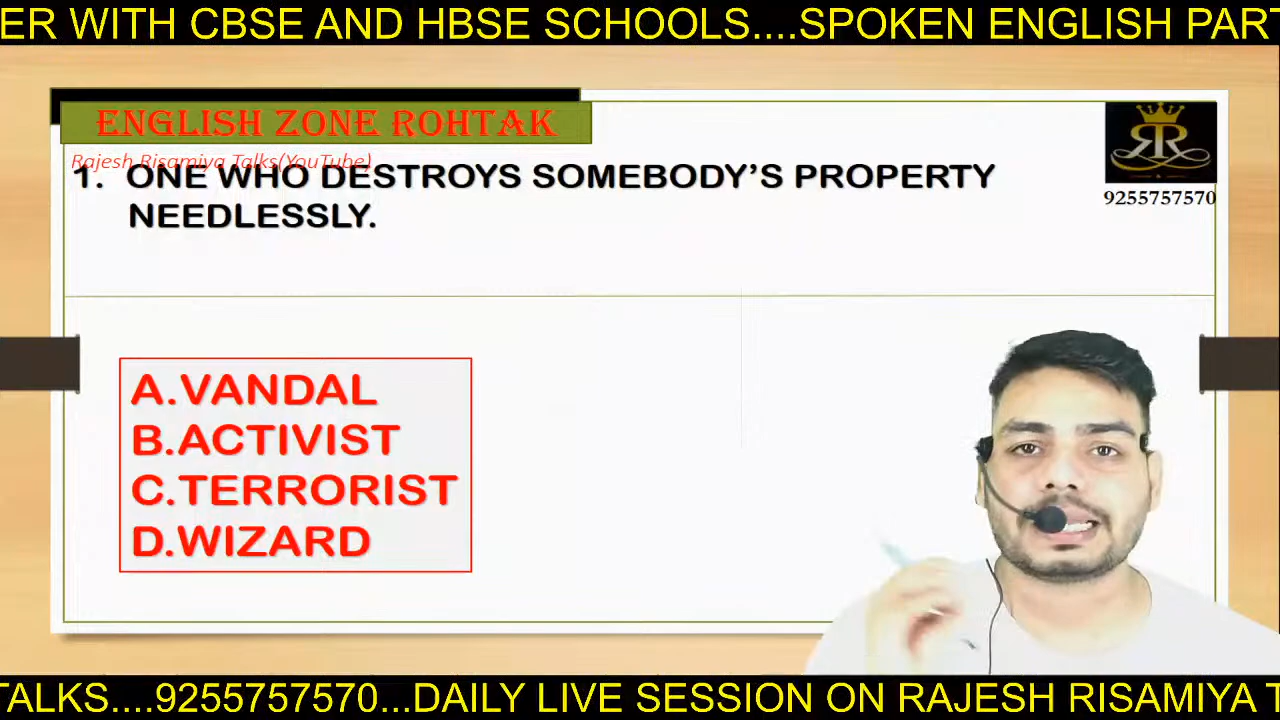 ER WITH CBSE AND HBSE SCHOOLS....SPOKEN ENGLISH PART
ENGLISH ZONE ROHTAK
Rajesh Risamiya Talks(YouTube)
1. ONE WHO DESTROYS SOMEBODY'S PROPERTY
NEEDLESSLY.
RR
9255757570
A.VANDAL
B.ACTIVIST
C.TERRORIST
D.WIZARD
TALKS....9255757570...DAILY LIVE SESSION ON RAJESH RISAMIYA T